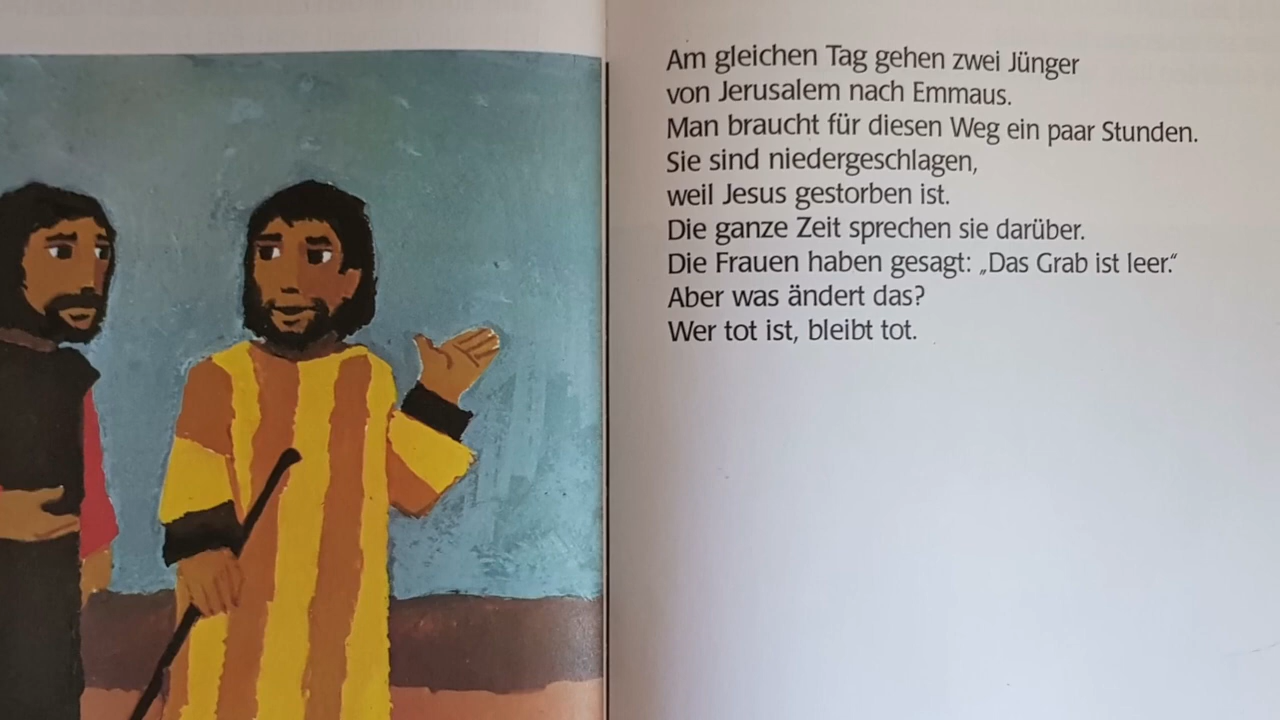 Am gleichen Tag gehen zwei Jünger
von Jerusalem nach Emmaus.
Man braucht für diesen Weg ein paar Stunden.
Sie sind niedergeschlagen,
weil Jesus gestorben ist.
Die ganze Zeit sprechen sie darüber.
Die Frauen haben gesagt: „Das Grab ist leer.“
Aber was ändert das?
Wer tot ist, bleibt tot.